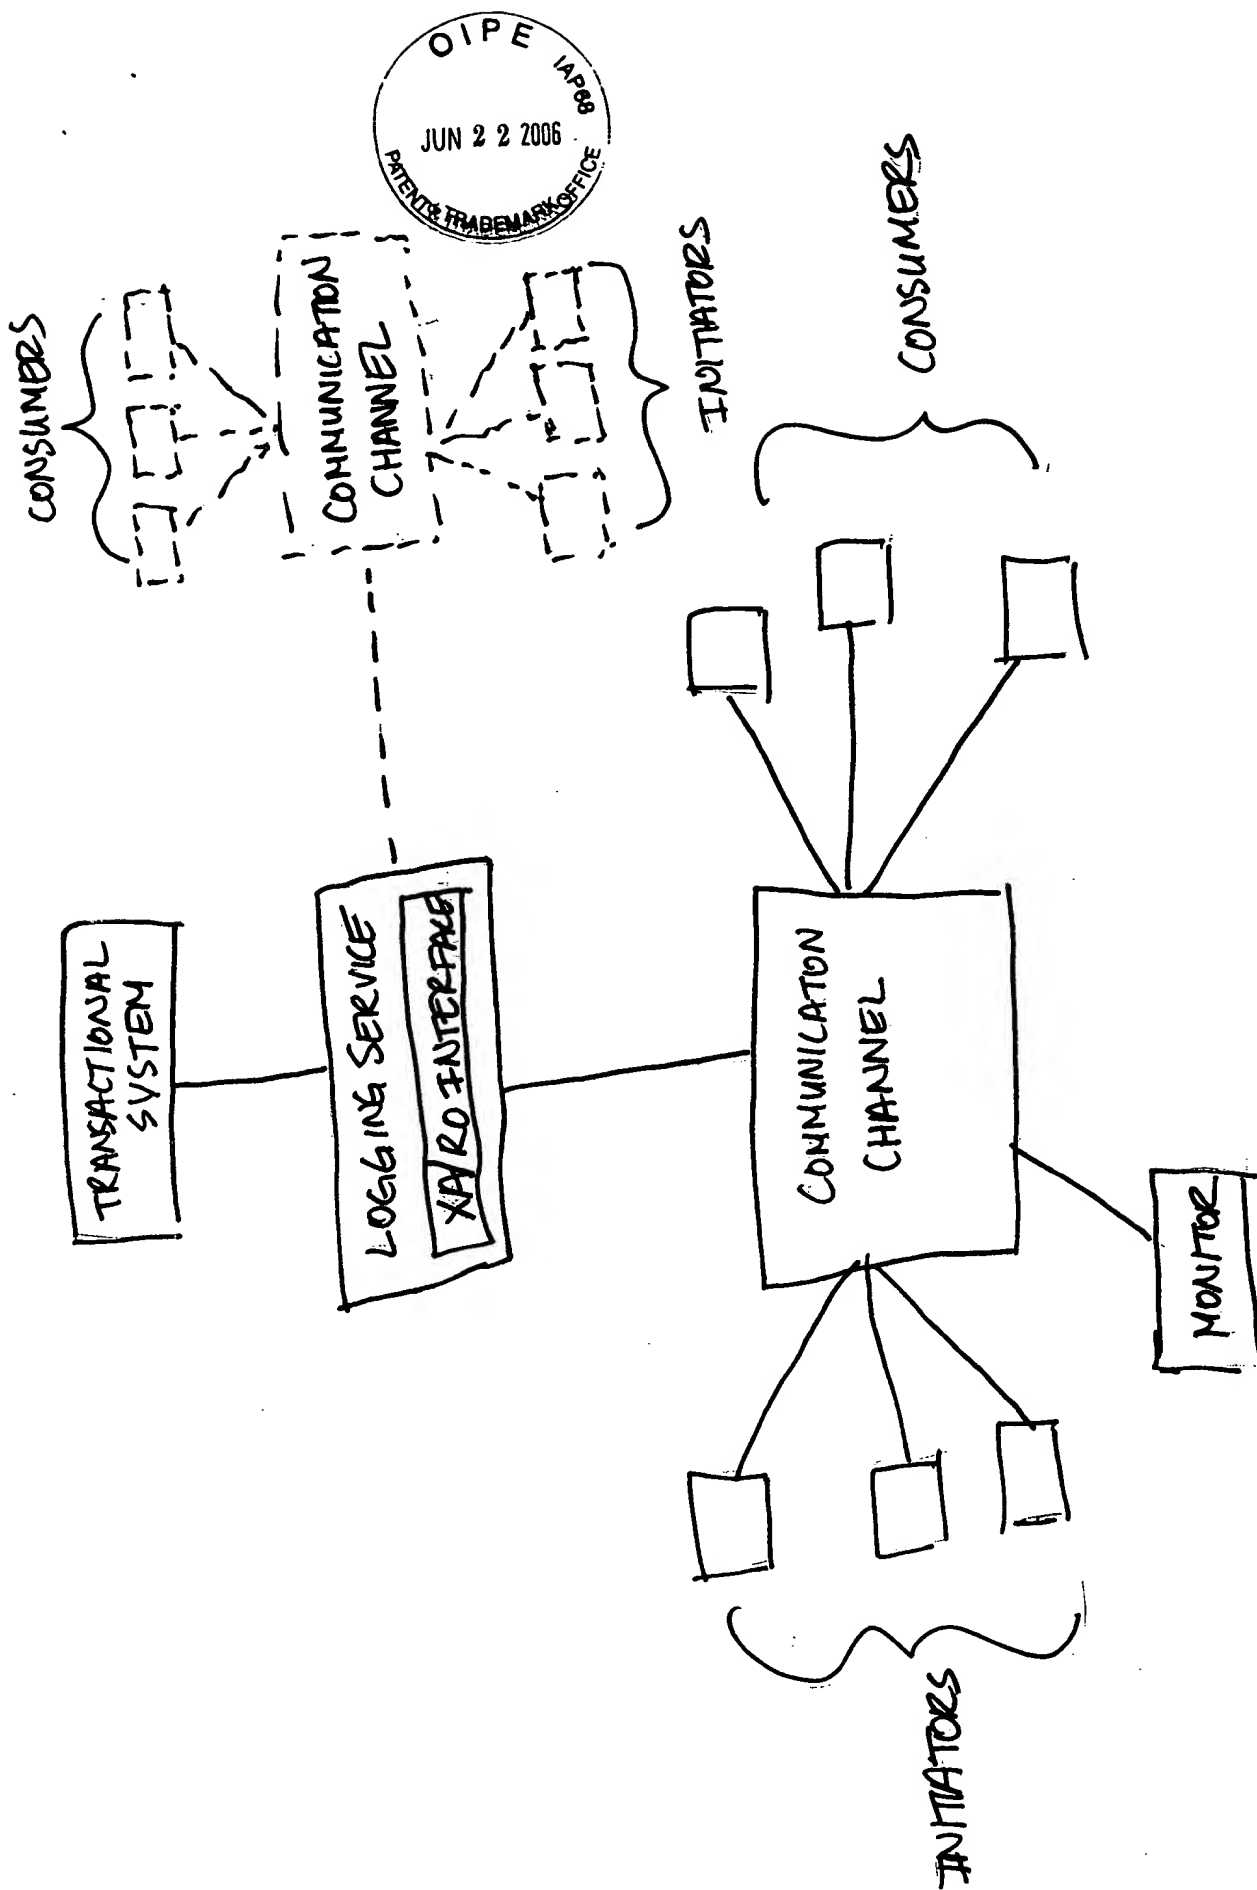 OIPE
IAP68
JUN 2 2 2006
PATENT & TRADEMARK OFFICE
CONSUMERS
COMMUNICATION
CHANNEL
INITIATORS
TRANSACTIONAL
SYSTEM
LOGGING SERVICE
XA/RO INTERFACE
CONSUMERS
COMMUNICATION
CHANNEL
INITIATORS
MONITOR